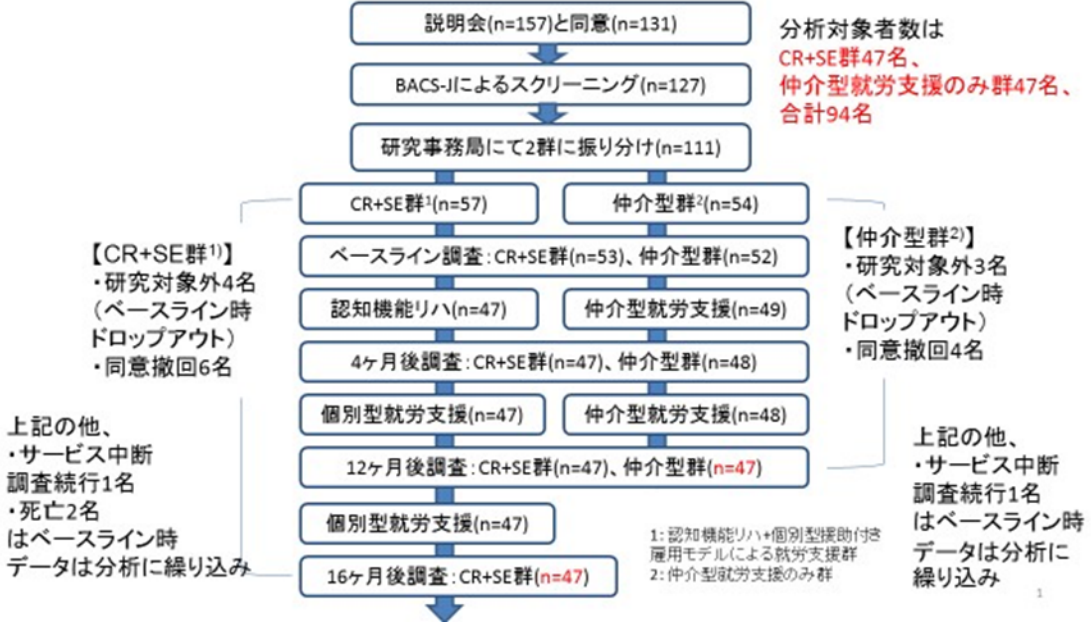 説明会(n=157)と同意(n=131)
BACS-Jによるスクリーニング(n=127)
研究事務局にて2群に振り分け(n=111)
分析対象者数は
CR+SE群47名、
仲介型就労支援のみ群47名、
合計94名
CR+SE群1(n=57)
仲介型群2(n=54)
ベースライン調査:CR+SE群(n=53)、仲介型群(n=52)
認知機能リハ(n=47)
仲介型就労支援(n=49)
4ヶ月後調査:CR+SE群(n=47)、仲介型群(n=48)
個別型就労支援(n=47)
仲介型就労支援(n=48)
12ヶ月後調査:CR+SE群(n=47)、仲介型群(n=47)
個別型就労支援(n=47)
16ヶ月後調査:CR+SE群(n=47)
【CR+SE群1)】
・研究対象外4名
(ベースライン時
ドロップアウト)
・同意撤回6名
上記の他、
・サービス中断
調査続行1名
・死亡2名
はベースライン時
データは分析に繰り込み
【仲介型群2)】
・研究対象外3名
(ベースライン時
ドロップアウト)
・同意撤回4名
上記の他、
・サービス中断
調査続行1名
はベースライン時
データは分析に
繰り込み
1:認知機能リハ+個別型援助付き
雇用モデルによる就労支援群
2:仲介型就労支援のみ群
1